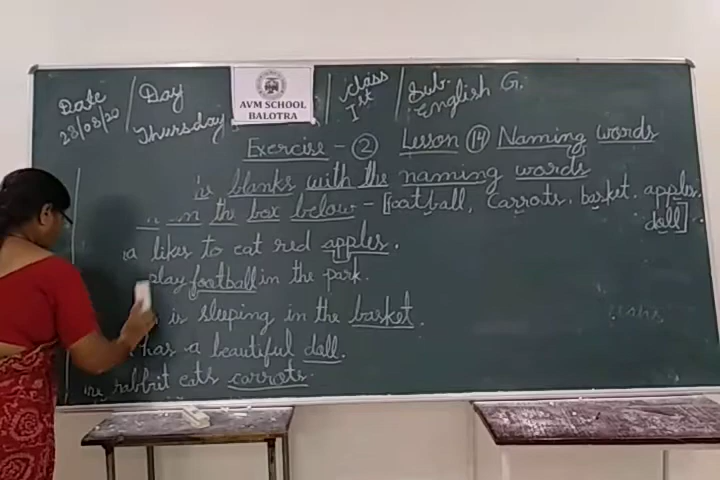 Date 28/08/20 / Day Thursday
AVM SCHOOL
BALOTRA
Class Ist
Sub. English G.
Exercise - ② Lesson ⑭ Naming words
blanks with the naming words
in the box below - [football, carrots, basket, apples, doll]
likes to eat red apples.
play football in the park.
is sleeping in the basket.
has a beautiful doll.
rabbit eats carrots.